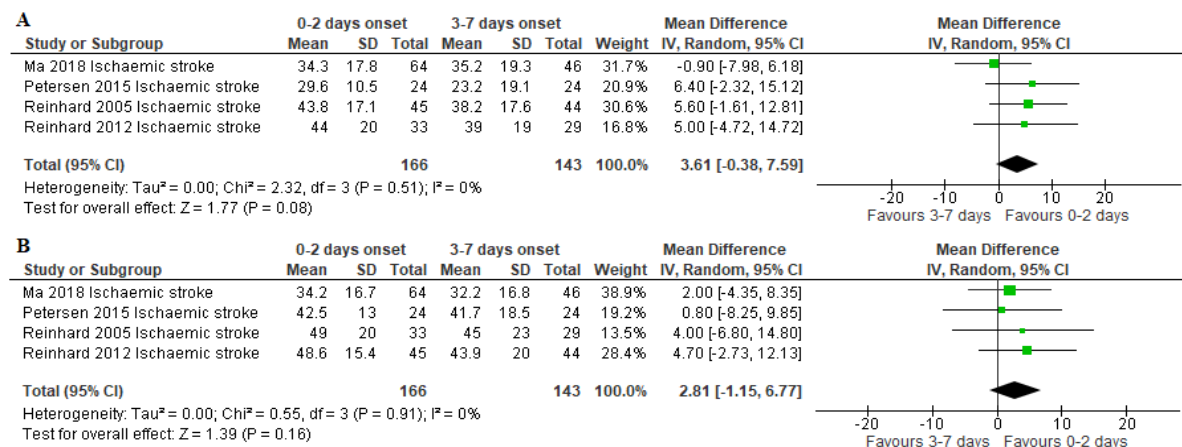 A
0-2 days onset 3-7 days onset Mean Difference Mean Difference
Study or Subgroup Mean SD Total Mean SD Total Weight IV, Random, 95% CI IV, Random, 95% CI
Ma 2018 Ischaemic stroke 34.3 17.8 64 35.2 19.3 46 31.7% -0.90 [-7.98, 6.18]
Petersen 2015 Ischaemic stroke 29.6 10.5 24 23.2 19.1 24 20.9% 6.40 [-2.32, 15.12]
Reinhard 2005 Ischaemic stroke 43.8 17.1 45 38.2 17.6 44 30.6% 5.60 [-1.61, 12.81]
Reinhard 2012 Ischaemic stroke 44 20 33 39 19 29 16.8% 5.00 [-4.72, 14.72]
Total (95% CI) 166 143 100.0% 3.61 [-0.38, 7.59]
Heterogeneity: Tau² = 0.00; Chi² = 2.32, df = 3 (P = 0.51); I² = 0%
Test for overall effect: Z = 1.77 (P = 0.08)
-20 -10 0 10 20
Favours 3-7 days Favours 0-2 days
B
0-2 days onset 3-7 days onset Mean Difference Mean Difference
Study or Subgroup Mean SD Total Mean SD Total Weight IV, Random, 95% CI IV, Random, 95% CI
Ma 2018 Ischaemic stroke 34.2 16.7 64 32.2 16.8 46 38.9% 2.00 [-4.35, 8.35]
Petersen 2015 Ischaemic stroke 42.5 13 24 41.7 18.5 24 19.2% 0.80 [-8.25, 9.85]
Reinhard 2005 Ischaemic stroke 49 20 33 45 23 29 13.5% 4.00 [-6.80, 14.80]
Reinhard 2012 Ischaemic stroke 48.6 15.4 45 43.9 20 44 28.4% 4.70 [-2.73, 12.13]
Total (95% CI) 166 143 100.0% 2.81 [-1.15, 6.77]
Heterogeneity: Tau² = 0.00; Chi² = 0.55, df = 3 (P = 0.91); I² = 0%
Test for overall effect: Z = 1.39 (P = 0.16)
-20 -10 0 10 20
Favours 3-7 days Favours 0-2 days